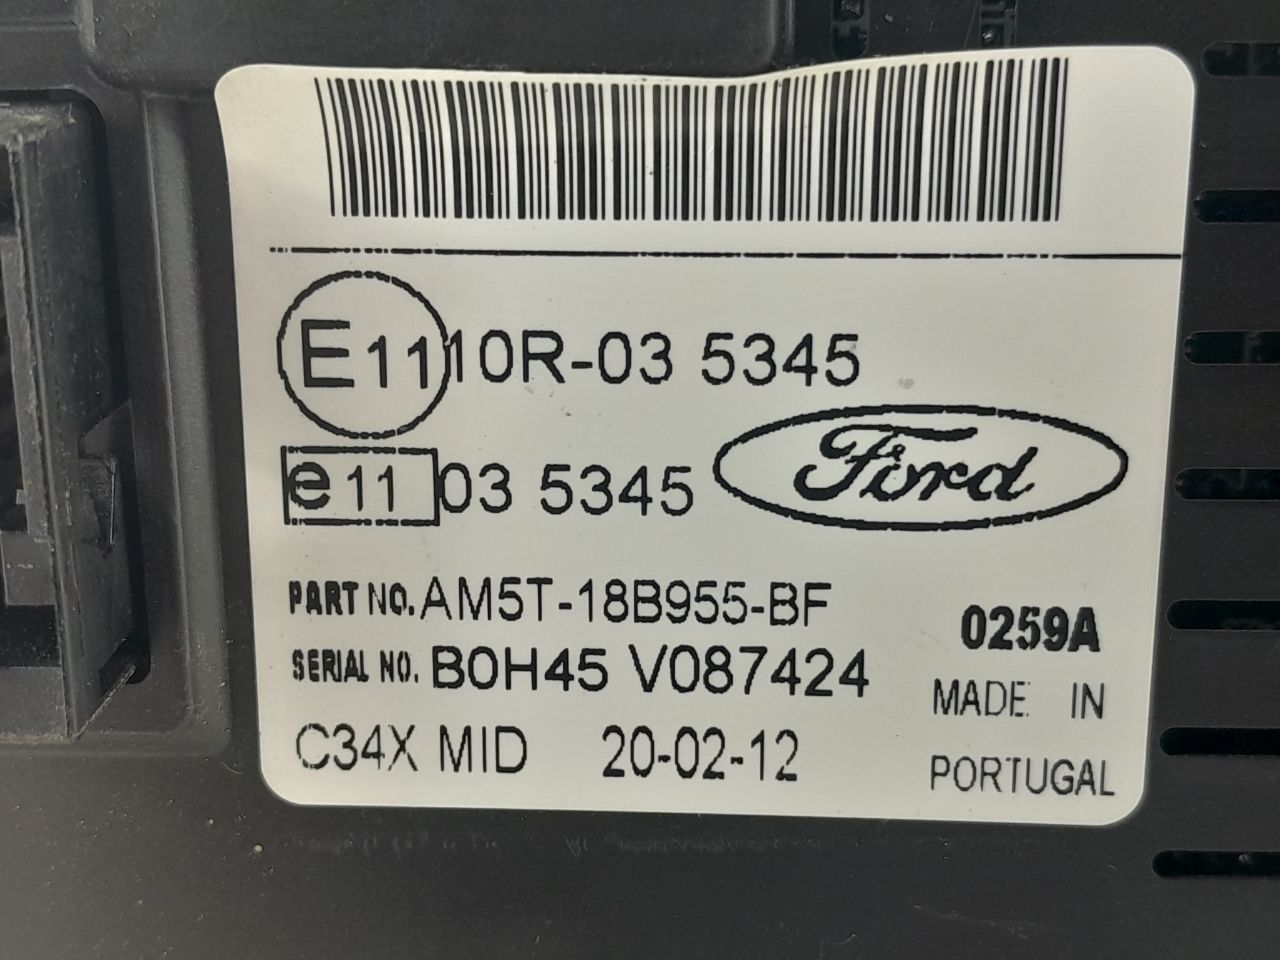 E11 10R-03 5345
e11 03 5345
Ford
PART NO. AM5T-18B955-BF
0259A
SERIAL NO. B0H45 V087424
MADE IN
PORTUGAL
C34X MID 20-02-12